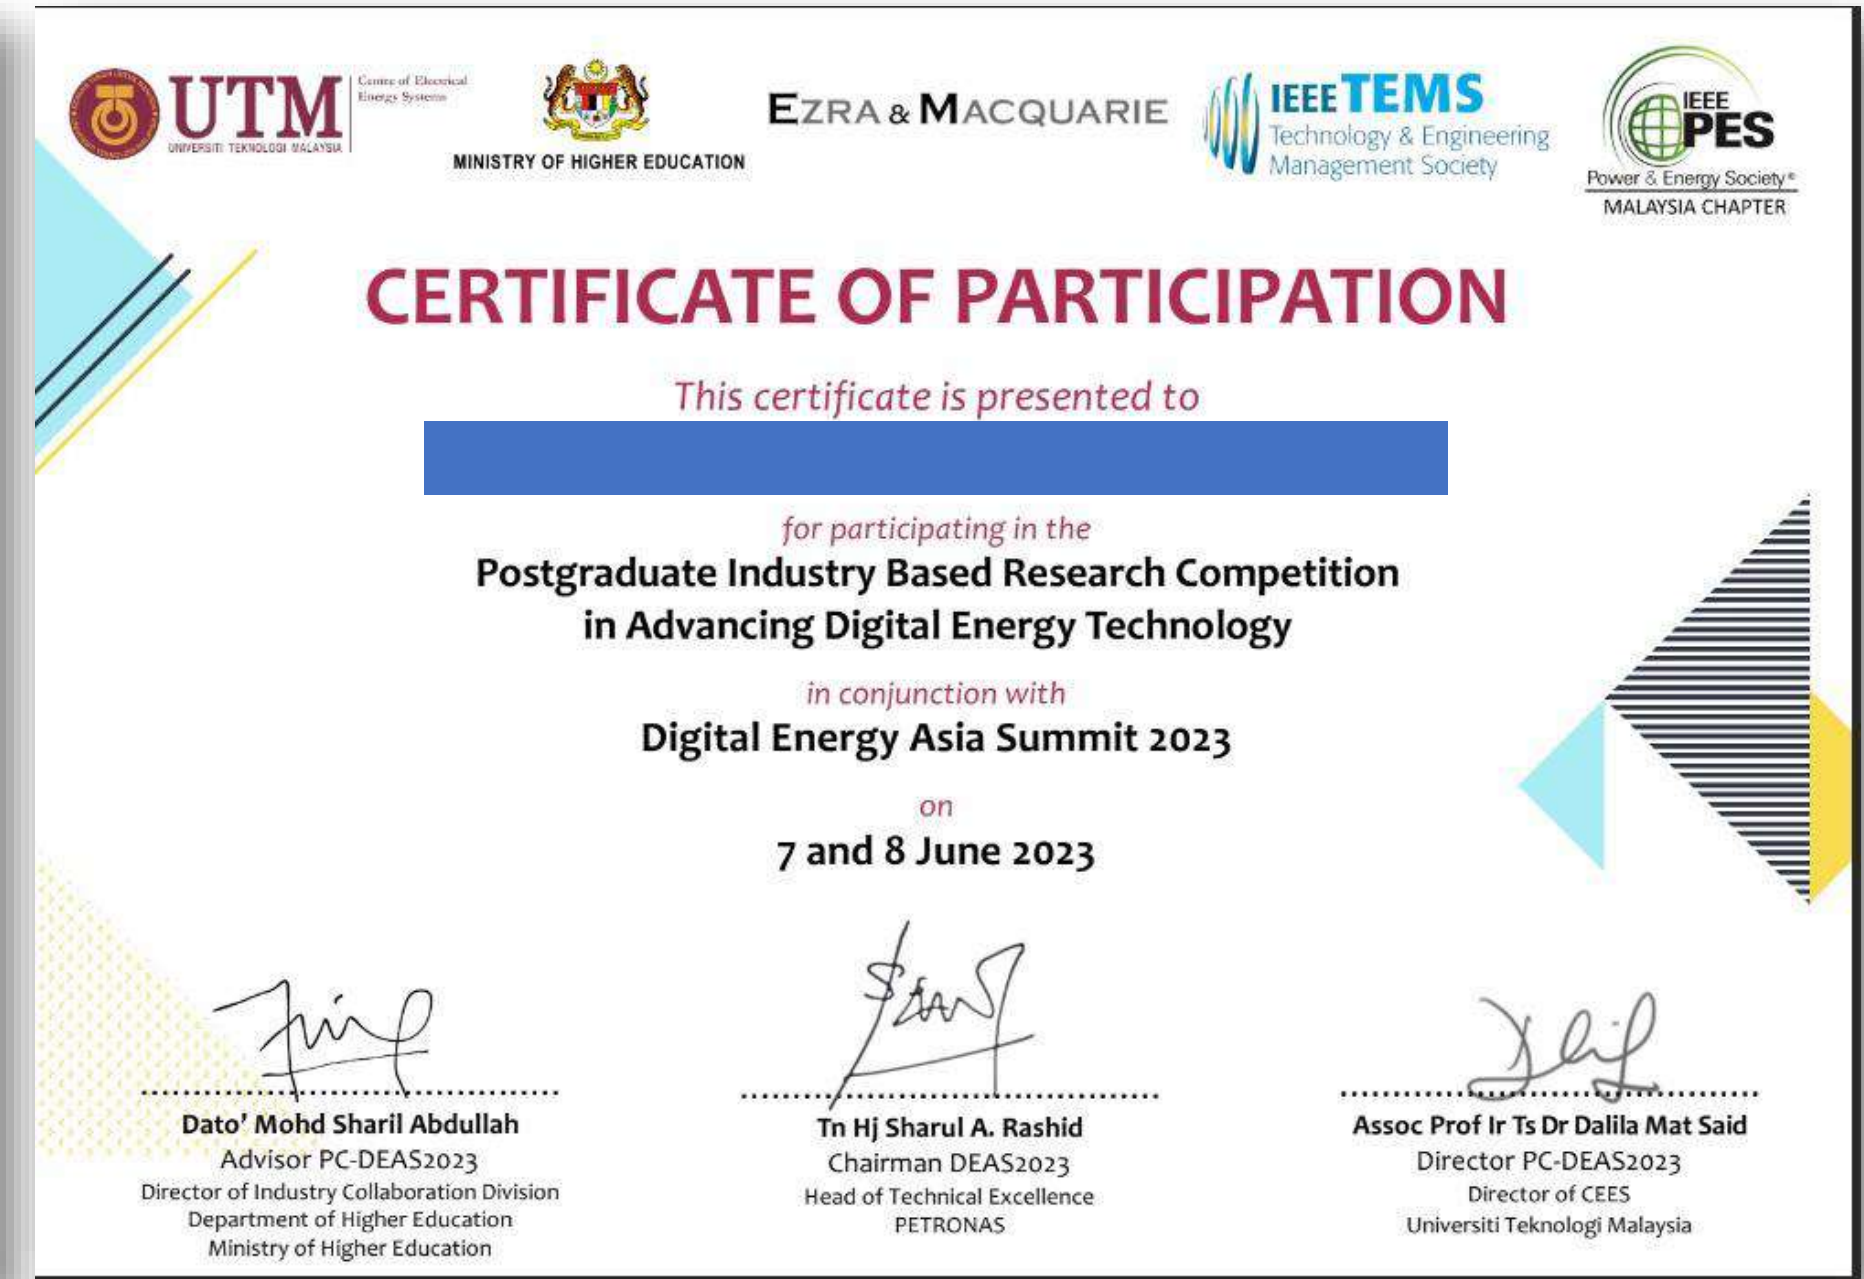 UTM
UNIVERSITI TEKNOLOGI MALAYSIA
Centre of Electrical
Energy Systems
MINISTRY OF HIGHER EDUCATION
EZRA & MACQUARIE
IEEE TEMS
Technology & Engineering
Management Society
IEEE
PES
Power & Energy Society®
MALAYSIA CHAPTER
CERTIFICATE OF PARTICIPATION
This certificate is presented to
for participating in the
Postgraduate Industry Based Research Competition
in Advancing Digital Energy Technology
in conjunction with
Digital Energy Asia Summit 2023
on
7 and 8 June 2023
Dato' Mohd Sharil Abdullah
Advisor PC-DEAS2023
Director of Industry Collaboration Division
Department of Higher Education
Ministry of Higher Education
Tn Hj Sharul A. Rashid
Chairman DEAS2023
Head of Technical Excellence
PETRONAS
Assoc Prof Ir Ts Dr Dalila Mat Said
Director PC-DEAS2023
Director of CEES
Universiti Teknologi Malaysia